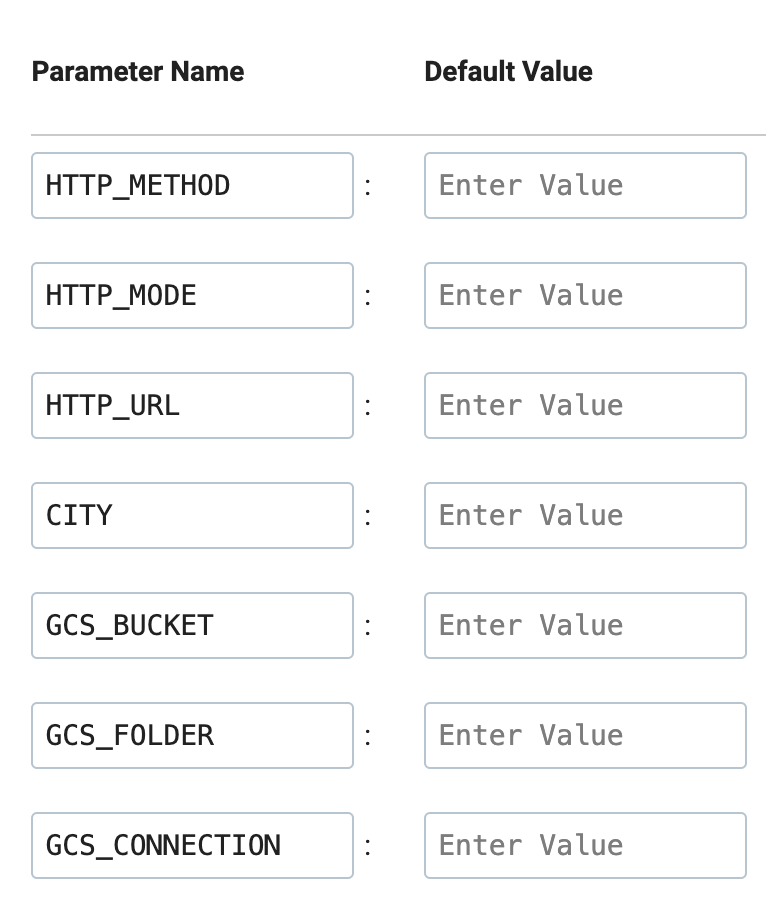 Parameter Name Default Value
HTTP_METHOD : Enter Value
HTTP_MODE : Enter Value
HTTP_URL : Enter Value
CITY : Enter Value
GCS_BUCKET : Enter Value
GCS_FOLDER : Enter Value
GCS_CONNECTION : Enter Value